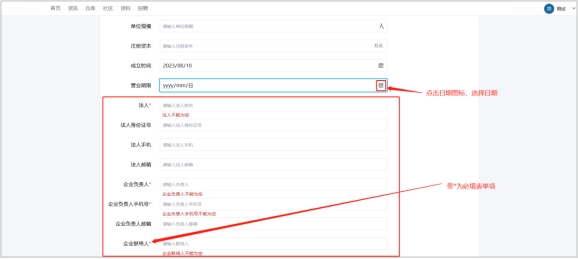 首页 资讯 仓库 社区 资料 招聘 测试
单位规模 请输入单位规模 人
注册资本 请输入注册资本 万元
成立时间 2023/08/10
营业期限 yyyy/mm/日
点击日期图标、选择日期
法人* 请输入法人姓名
法人不能为空
法人身份证号 请输入法人身份证号
法人手机 请输入法人手机
法人邮箱 请输入法人邮箱
企业负责人* 请输入负责人
企业负责人不能为空
带*为必填表单项
企业负责人手机号* 请输入负责人手机号
企业负责人手机号不能为空
企业负责人邮箱 请输入负责人邮箱
企业联络人* 请输入联络人
企业联络人不能为空